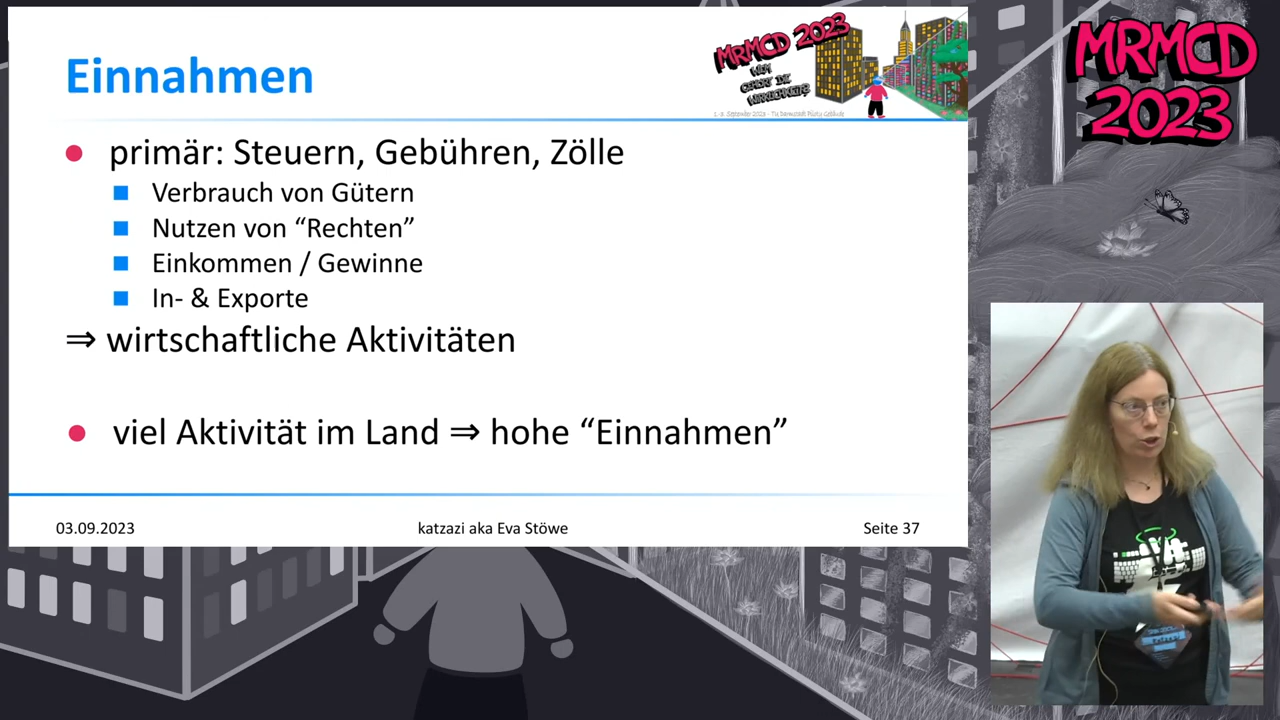 Einnahmen
MRMCD 2023
primär: Steuern, Gebühren, Zölle
Verbrauch von Gütern
Nutzen von “Rechten”
Einkommen / Gewinne
In- & Exporte
⇒ wirtschaftliche Aktivitäten
viel Aktivität im Land ⇒ hohe “Einnahmen”
03.09.2023
katzazi aka Eva Stöwe
Seite 37
MRMCD
2023